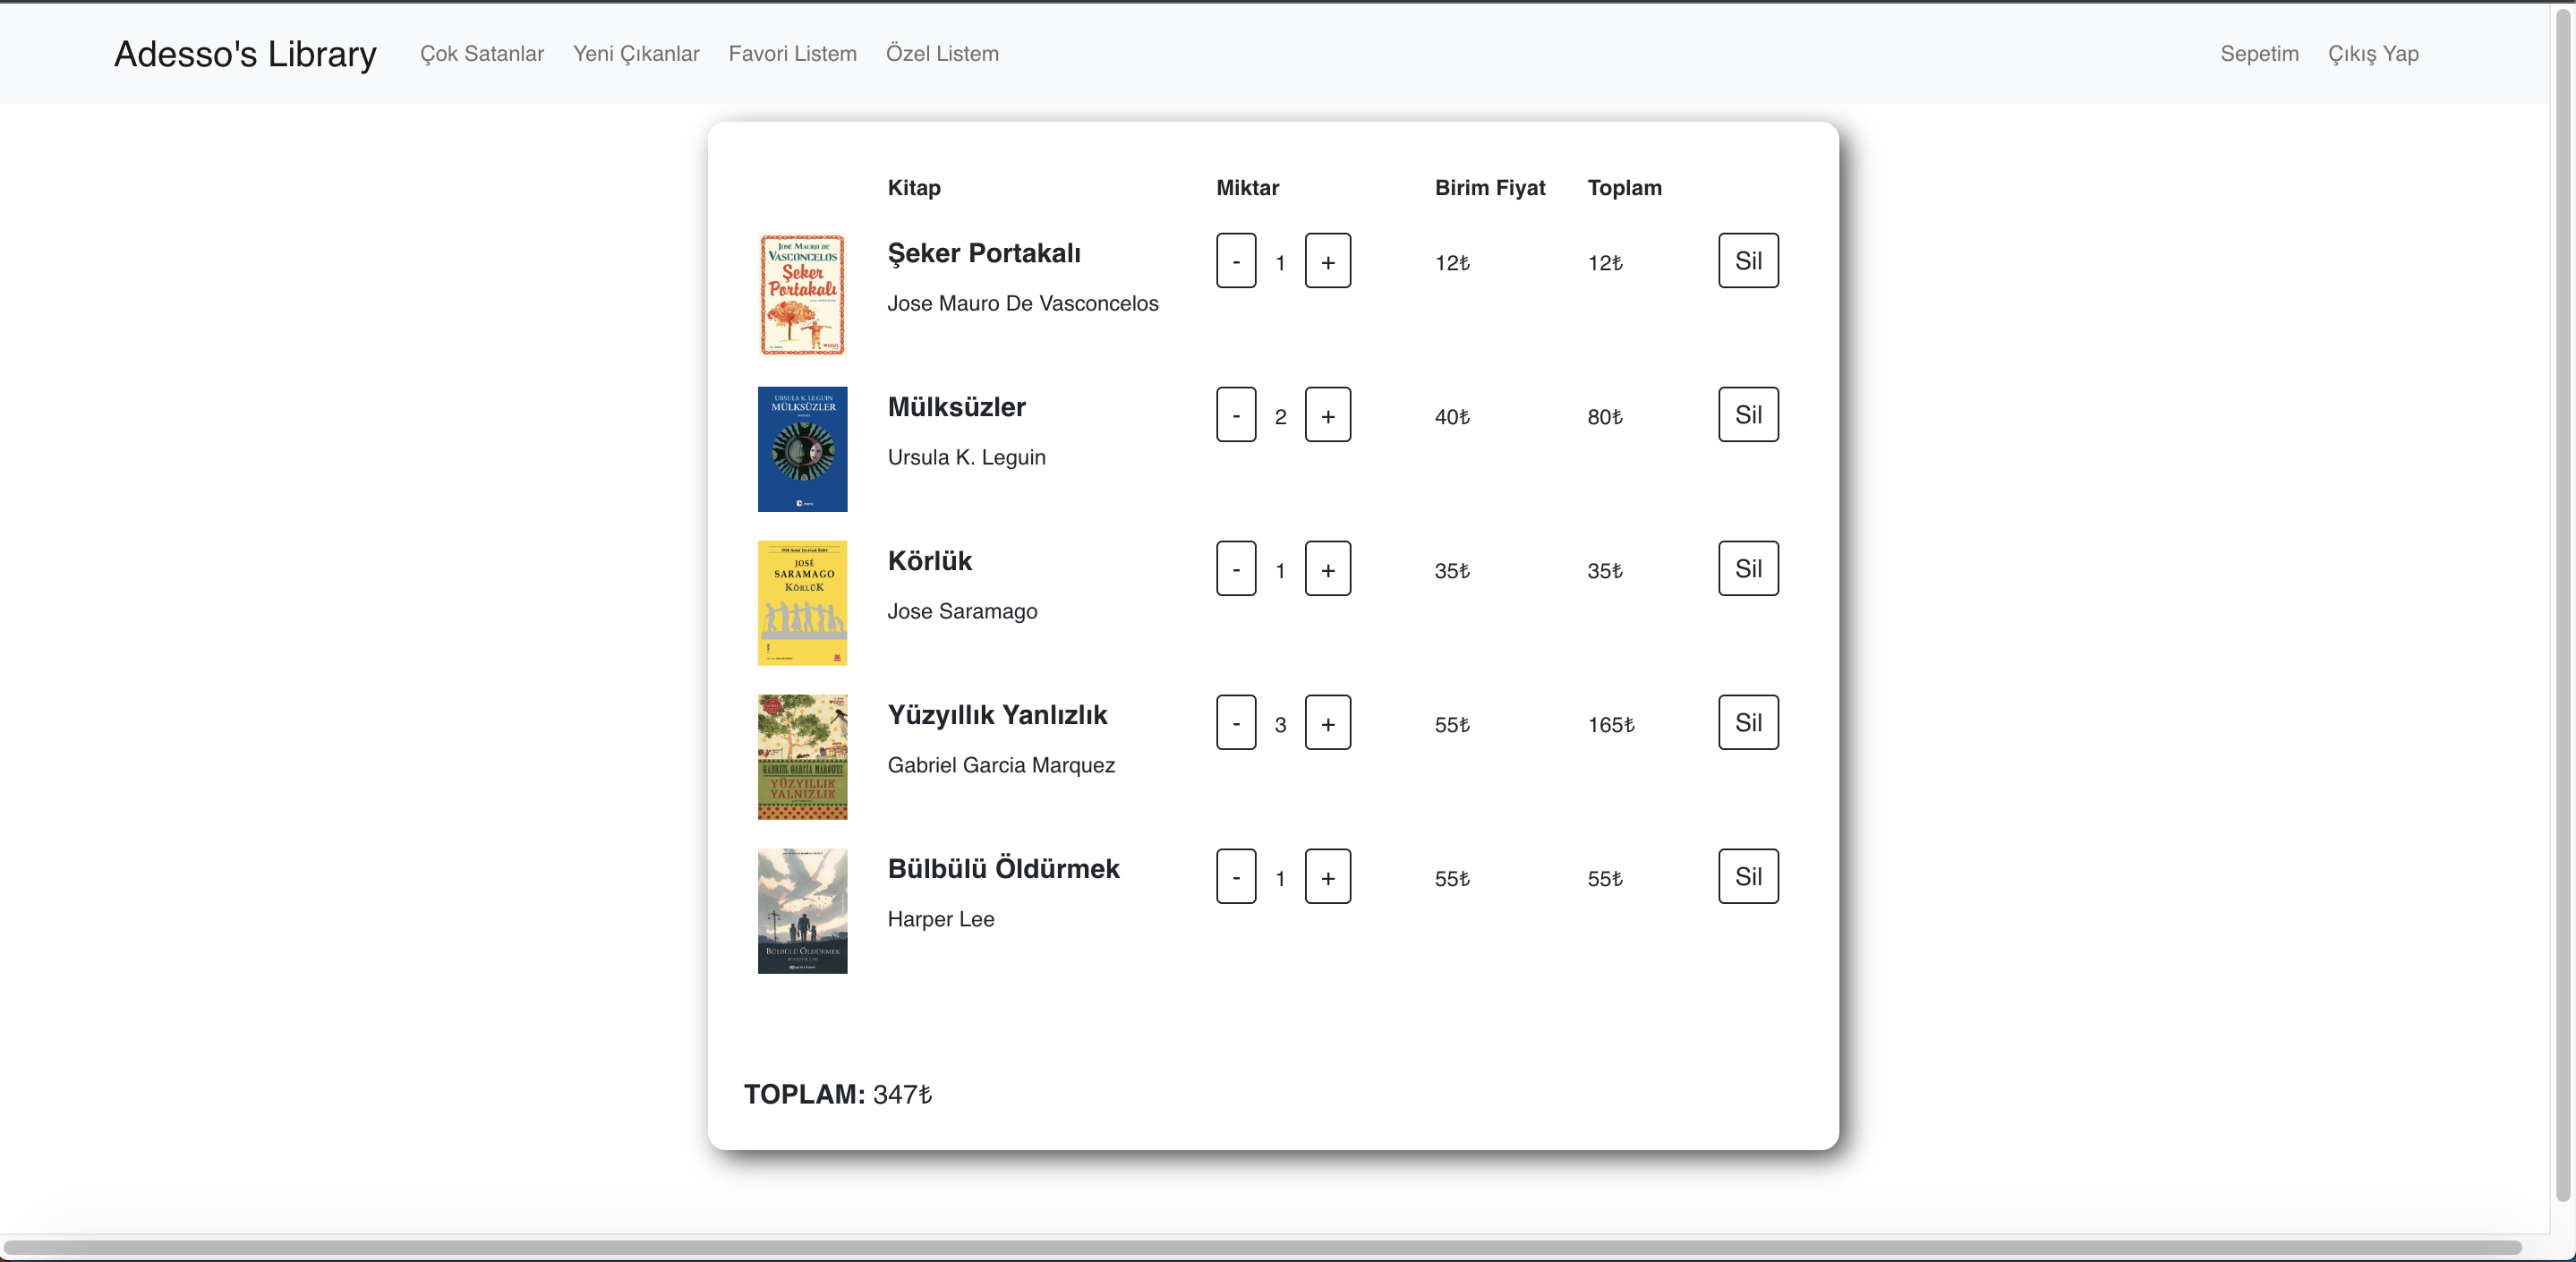 Adesso's Library Çok Satanlar Yeni Çıkanlar Favori Listem Özel Listem Sepetim Çıkış Yap
Kitap Miktar Birim Fiyat Toplam
JOSÉ MAURO DE
VASCONCELOS
Şeker
Portakalı
Şeker Portakalı - 1 + 12₺ 12₺ Sil
Jose Mauro De Vasconcelos
URSULA K. LEGUIN
MÜLKSÜZLER
Mülksüzler - 2 + 40₺ 80₺ Sil
Ursula K. Leguin
JOSÉ
SARAMAGO
KÖRLÜK
Körlük - 1 + 35₺ 35₺ Sil
Jose Saramago
GABRIEL GARCIA MARQUEZ
YÜZYILLIK
YALNIZLIK
Yüzyıllık Yanlızlık - 3 + 55₺ 165₺ Sil
Gabriel Garcia Marquez
BÜLBÜLÜ ÖLDÜRMEK
HARPER LEE
Bülbülü Öldürmek - 1 + 55₺ 55₺ Sil
Harper Lee
TOPLAM: 347₺